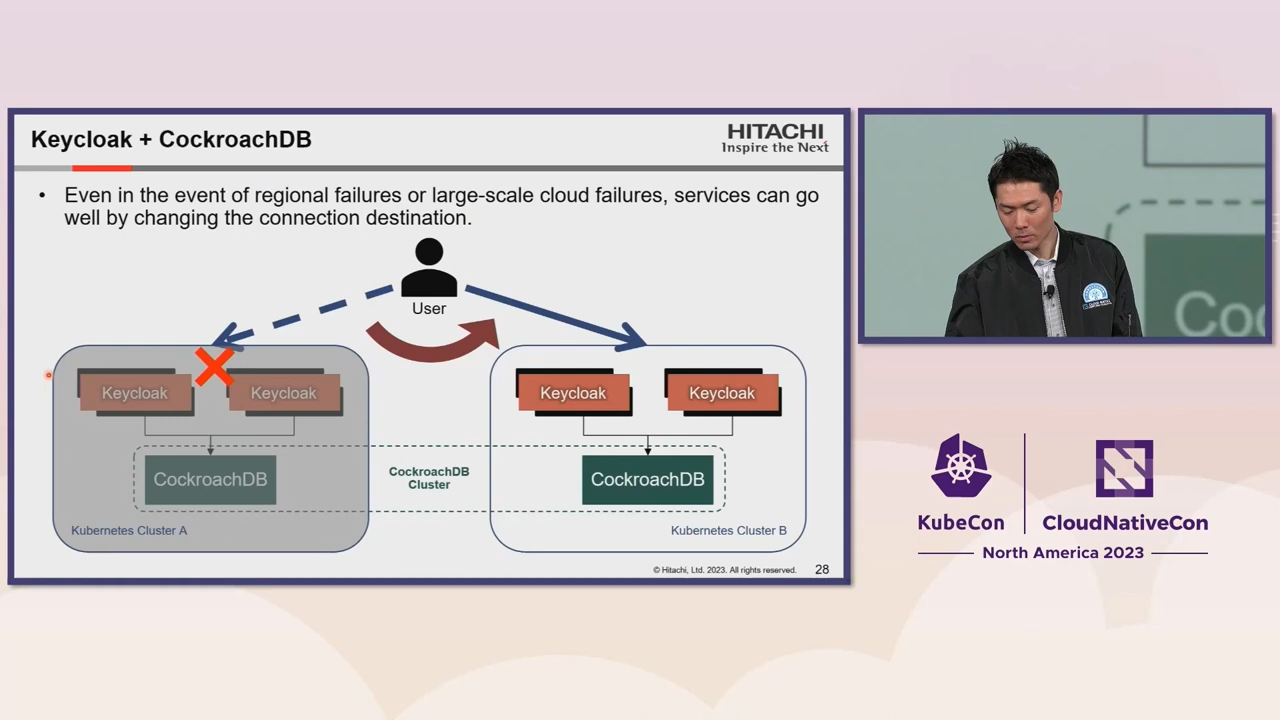 Keycloak + CockroachDB
HITACHI
Inspire the Next
• Even in the event of regional failures or large-scale cloud failures, services can go
well by changing the connection destination.
User
Keycloak
Keycloak
Keycloak
Keycloak
CockroachDB
CockroachDB
Cluster
CockroachDB
Kubernetes Cluster A
Kubernetes Cluster B
© Hitachi, Ltd. 2023. All rights reserved.
28
Coc
KubeCon
CloudNativeCon
North America 2023